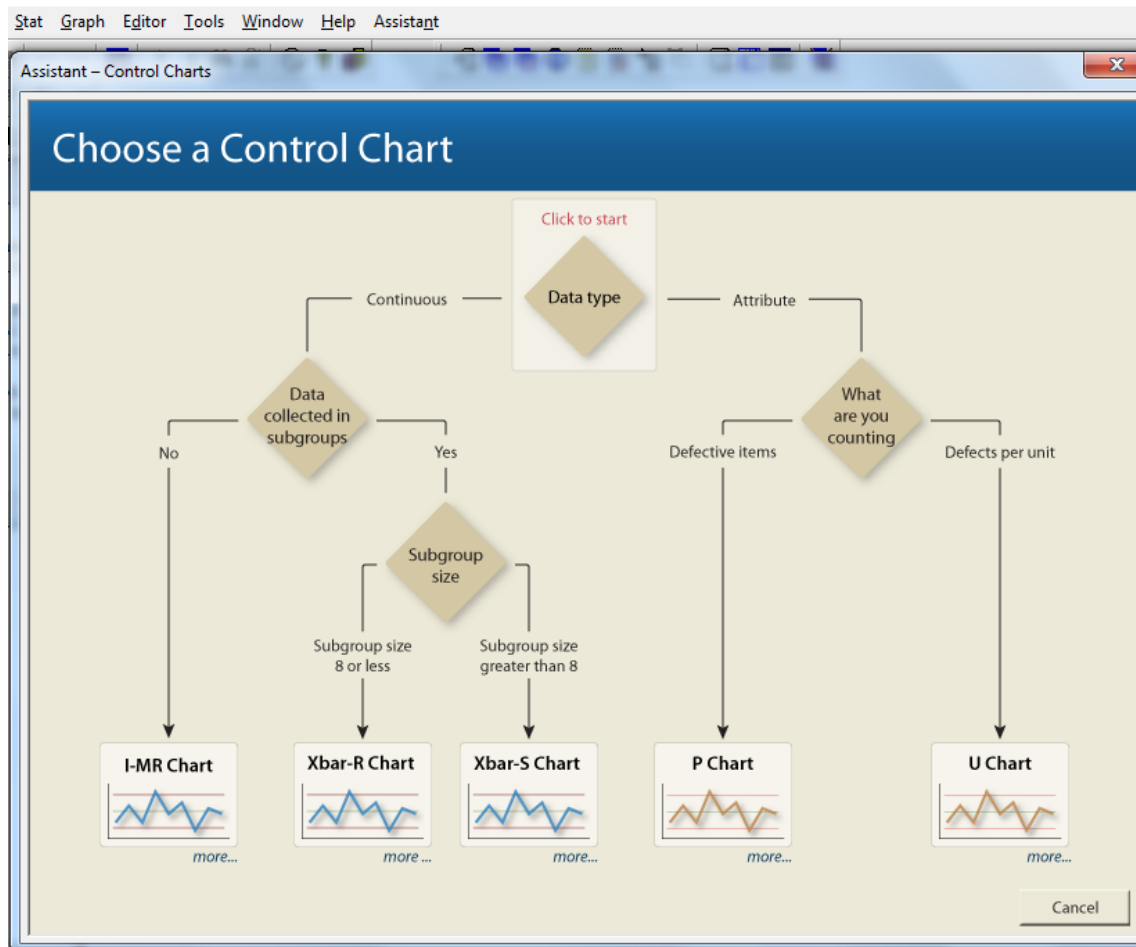 Stat Graph Editor Tools Window Help Assistant
Assistant – Control Charts
Choose a Control Chart
Click to start
Data type
Continuous
Attribute
Data
collected in
subgroups
What
are you
counting
No
Yes
Defective items
Defects per unit
Subgroup
size
Subgroup size
8 or less
Subgroup size
greater than 8
I-MR Chart
Xbar-R Chart
Xbar-S Chart
P Chart
U Chart
more...
more ...
more...
more...
more...
Cancel